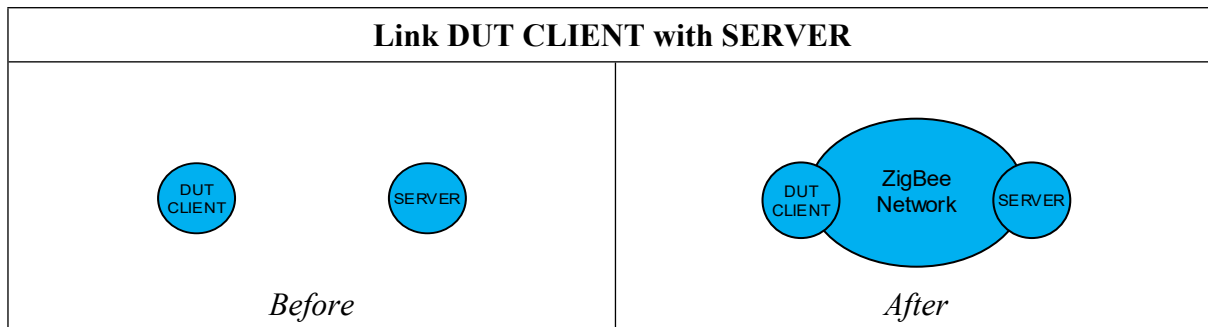 Link DUT CLIENT with SERVER
DUT
CLIENT
SERVER
Before
DUT
CLIENT
ZigBee
Network
SERVER
After